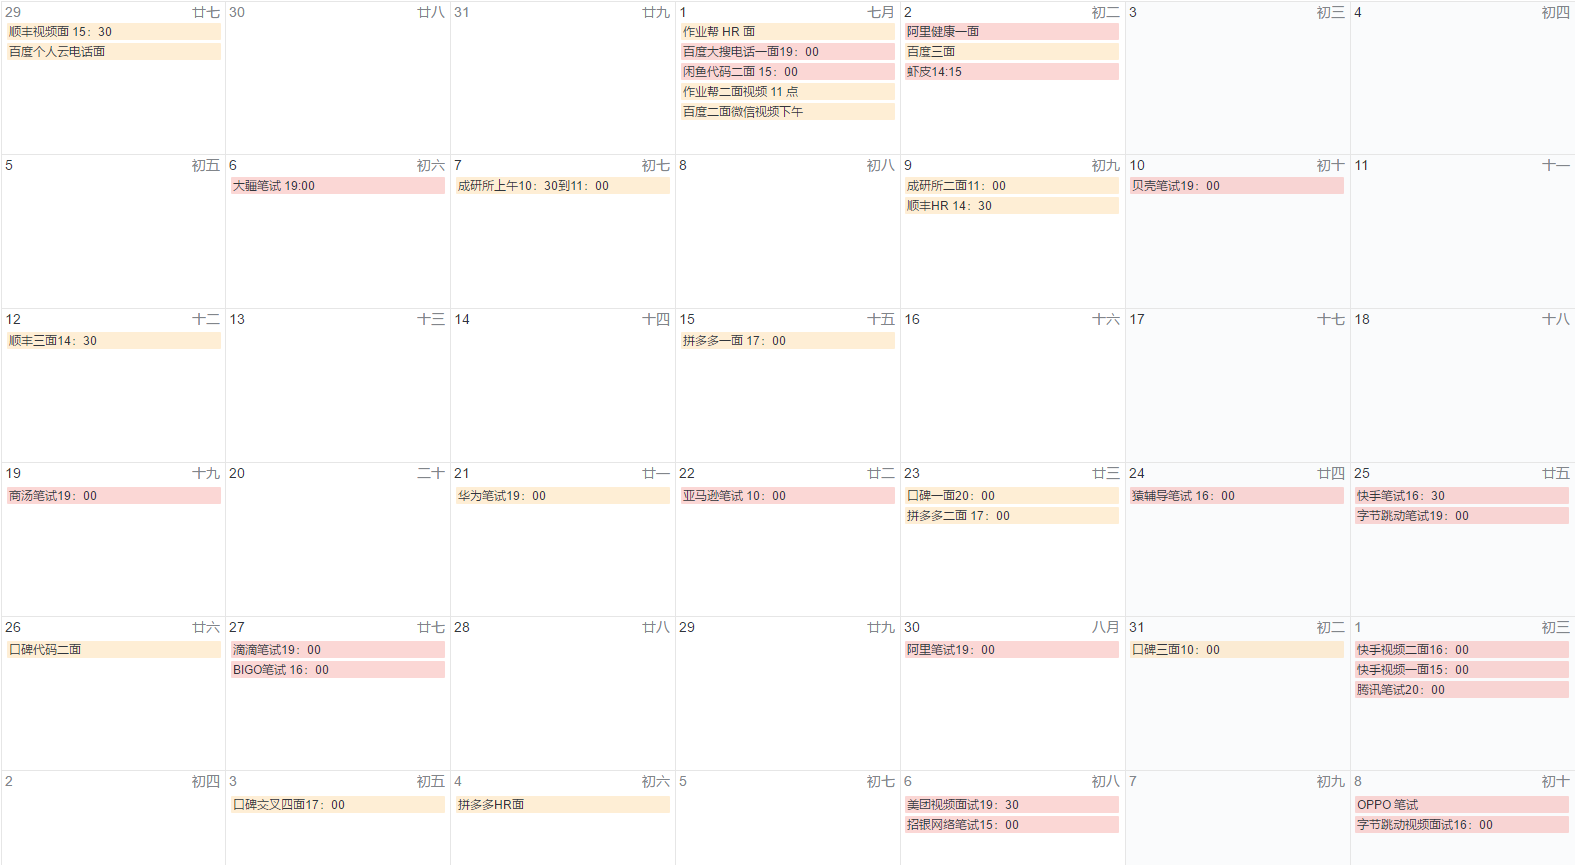 29 廿七
顺丰视频面 15：30
百度个人云电话面
30 廿八
31 廿九
1 七月
作业帮 HR 面
百度大搜电话一面19：00
闲鱼代码二面 15：00
作业帮二面视频 11 点
百度二面微信视频下午
2 初二
阿里健康一面
百度三面
虾皮14:15
3 初三
4 初四
5 初五
6 初六
大疆笔试 19:00
7 初七
成研所上午10：30到11：00
8 初八
9 初九
成研所二面11：00
顺丰HR 14：30
10 初十
贝壳笔试19：00
11 十一
12 十二
顺丰三面14：30
13 十三
14 十四
15 十五
拼多多一面 17：00
16 十六
17 十七
18 十八
19 十九
商汤笔试19：00
20 二十
21 廿一
华为笔试19：00
22 廿二
亚马逊笔试 10：00
23 廿三
口碑一面20：00
拼多多二面 17：00
24 廿四
猿辅导笔试 16：00
25 廿五
快手笔试16：30
字节跳动笔试19：00
26 廿六
口碑代码二面
27 廿七
滴滴笔试19：00
BIGO笔试 16：00
28 廿八
29 廿九
30 八月
阿里笔试19：00
31 初二
口碑三面10：00
1 初三
快手视频二面16：00
快手视频一面15：00
腾讯笔试20：00
2 初四
3 初五
口碑交叉四面17：00
4 初六
拼多多HR面
5 初七
6 初八
美团视频面试19：30
招银网络笔试15：00
7 初九
8 初十
OPPO 笔试
字节跳动视频面试16：00